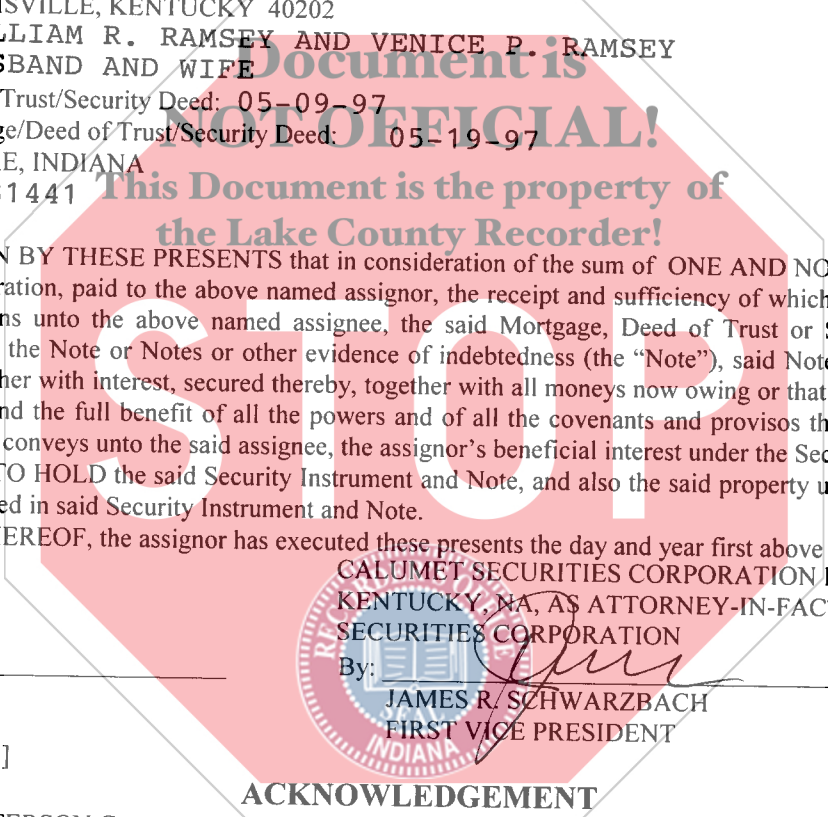 SVILLE, KENTUCKY 40202
LLIAM R. RAMSEY AND VENICE P. RAMSEY
SBAND AND WIFE
Document is
Trust/Security Deed: 05-09-97
NOT OFFICIAL!
ge/Deed of Trust/Security Deed: 05-19-97
E, INDIANA
1441
This Document is the property of
the Lake County Recorder!
N BY THESE PRESENTS that in consideration of the sum of ONE AND NO
ration, paid to the above named assignor, the receipt and sufficiency of which
ns unto the above named assignee, the said Mortgage, Deed of Trust or S
the Note or Notes or other evidence of indebtedness (the “Note”), said Note
her with interest, secured thereby, together with all moneys now owing or that
nd the full benefit of all the powers and of all the covenants and provisos th
conveys unto the said assignee, the assignor's beneficial interest under the Sec
TO HOLD the said Security Instrument and Note, and also the said property u
ed in said Security Instrument and Note.
STOP
EREOF, the assignor has executed these presents the day and year first above
CALUMET SECURITIES CORPORATION
KENTUCKY, NA, AS ATTORNEY-IN-FAC
SECURITIES CORPORATION
By:
JAMES R. SCHWARZBACH
FIRST VICE PRESIDENT
SEAL
INDIANA
]
ACKNOWLEDGEMENT